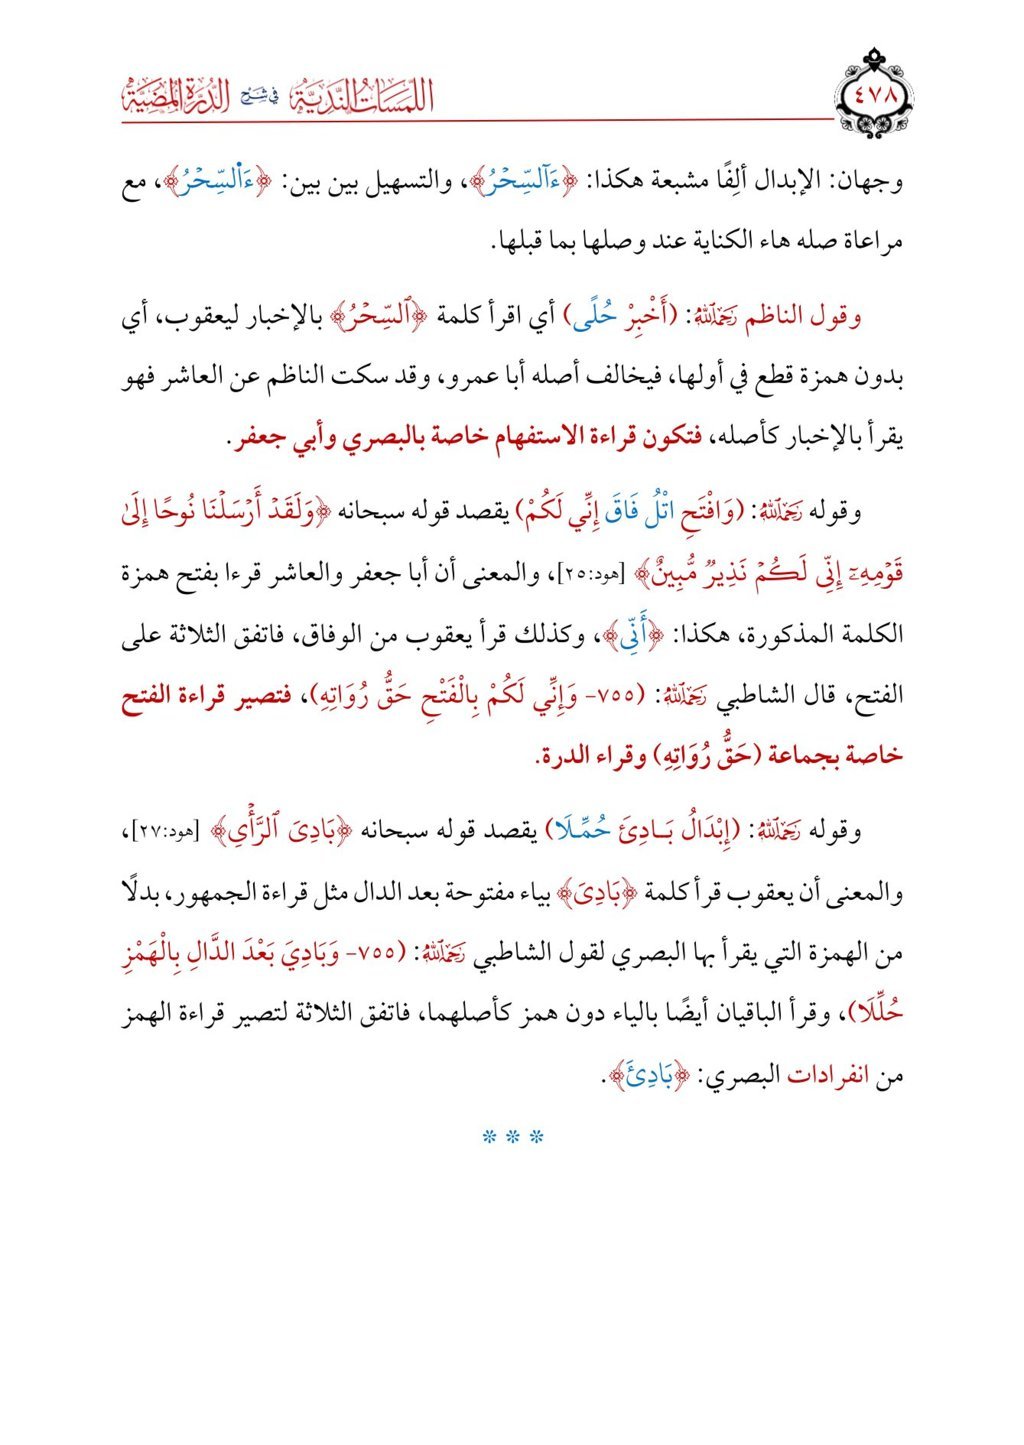 ٤٧٨
اللمسات الندية في شرح الدرة المضية
وجهان: الإبدال ألِفًا مشبعة هكذا: ﴿ءَآلسِّحْرُ﴾، والتسهيل بين بين: ﴿ءَا۬لسِّحْرُ﴾، مع
مراعاة صله هاء الكناية عند وصلها بما قبلها.
وقول الناظم رَحِمَهُ ٱللَّهُ: (أَخْبِرْ حُلًى) أي اقرأ كلمة ﴿ٱلسِّحْرُ﴾ بالإخبار ليعقوب، أي
بدون همزة قطع في أولها، فيخالف أصله أبا عمرو، وقد سكت الناظم عن العاشر فهو
يقرأ بالإخبار كأصله، فتكون قراءة الاستفهام خاصة بالبصري وأبي جعفر.
وقوله رَحِمَهُ ٱللَّهُ: (وَافْتَحِ اتْلُ فَاقَ إِنِّي لَكُمْ) يقصد قوله سبحانه ﴿وَلَقَدۡ أَرۡسَلۡنَا نُوحًا إِلَىٰ
قَوۡمِهِۦٓ إِنِّي لَكُمۡ نَذِيرٞ مُّبِينٌ﴾ [هود:٢٥]، والمعنى أن أبا جعفر والعاشر قرءا بفتح همزة
الكلمة المذكورة، هكذا: ﴿أَنِّي﴾، وكذلك قرأ يعقوب من الوفاق، فاتفق الثلاثة على
الفتح، قال الشاطبي رَحِمَهُ ٱللَّهُ: (٧٥٥- وَإِنِّي لَكُمْ بِالْفَتْحِ حَقُّ رُوَاتِهِ)، فتصير قراءة الفتح
خاصة بجماعة (حَقُّ رُوَاتِهِ) وقراء الدرة.
وقوله رَحِمَهُ ٱللَّهُ: (إِبْدَالُ بَـادِئَ حُمِّـلَا) يقصد قوله سبحانه ﴿بَادِيَ ٱلرَّأۡيِ﴾ [هود:٢٧]،
والمعنى أن يعقوب قرأ كلمة ﴿بَادِيَ﴾ بياء مفتوحة بعد الدال مثل قراءة الجمهور، بدلًا
من الهمزة التي يقرأ بها البصري لقول الشاطبي رَحِمَهُ ٱللَّهُ: (٧٥٥- وَبَادِيَ بَعْدَ الدَّالِ بِالْهَمْزِ
حُلِّلَا)، وقرأ الباقيان أيضًا بالياء دون همز كأصلهما، فاتفق الثلاثة لتصير قراءة الهمز
من انفرادات البصري: ﴿بَادِئَ﴾.